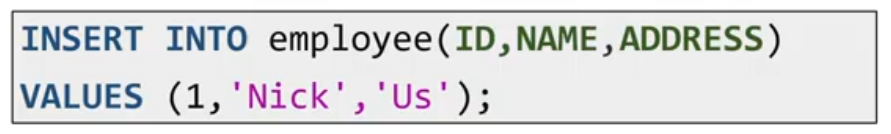 INSERT INTO employee(ID,NAME,ADDRESS)
VALUES (1,'Nick','Us');